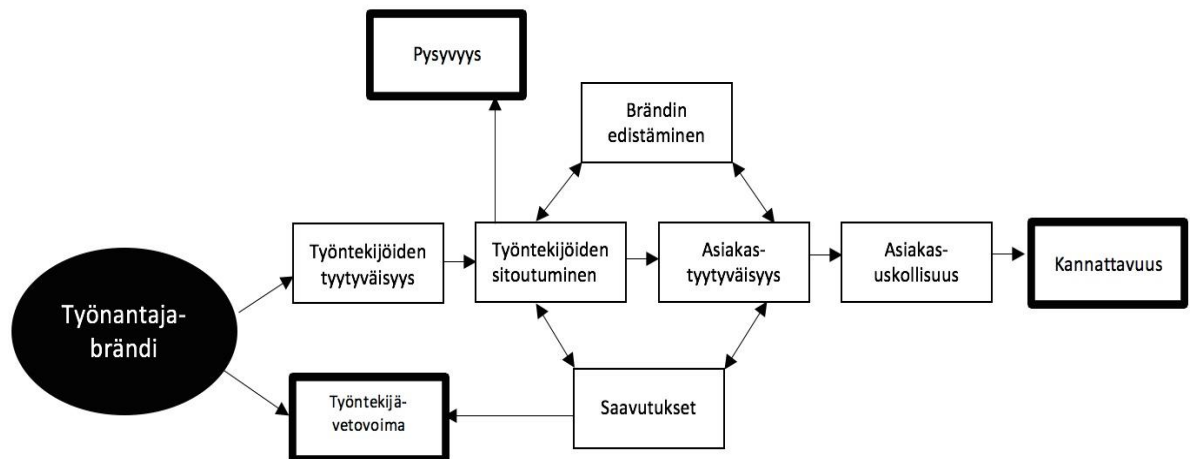 Pysyvyys
Brändin
edistäminen
Työntekijöiden
tyytyväisyys
Työntekijöiden
sitoutuminen
Asiakas-
tyytyväisyys
Asiakas-
uskollisuus
Kannattavuus
Työnantaja-
brändi
Työntekijä-
vetovoima
Saavutukset